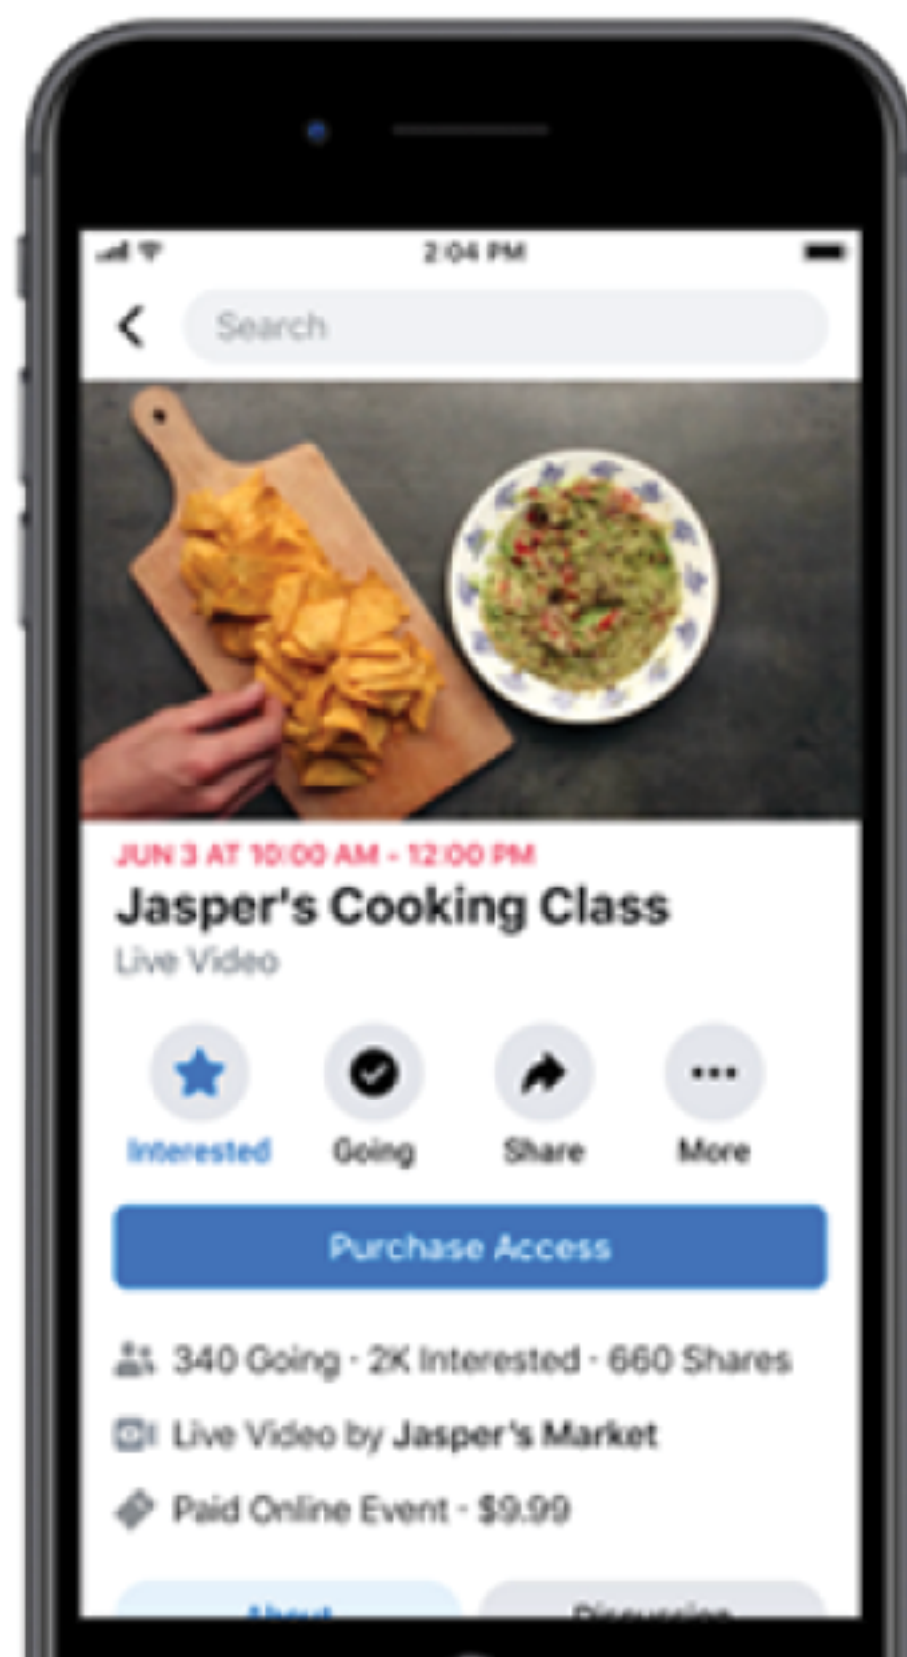 2:04 PM
Search
JUN 3 AT 10:00 AM - 12:00 PM
Jasper's Cooking Class
Live Video
Interested Going Share More
Purchase Access
340 Going · 2K Interested · 660 Shares
Live Video by Jasper's Market
Paid Online Event · $9.99
About Discussion